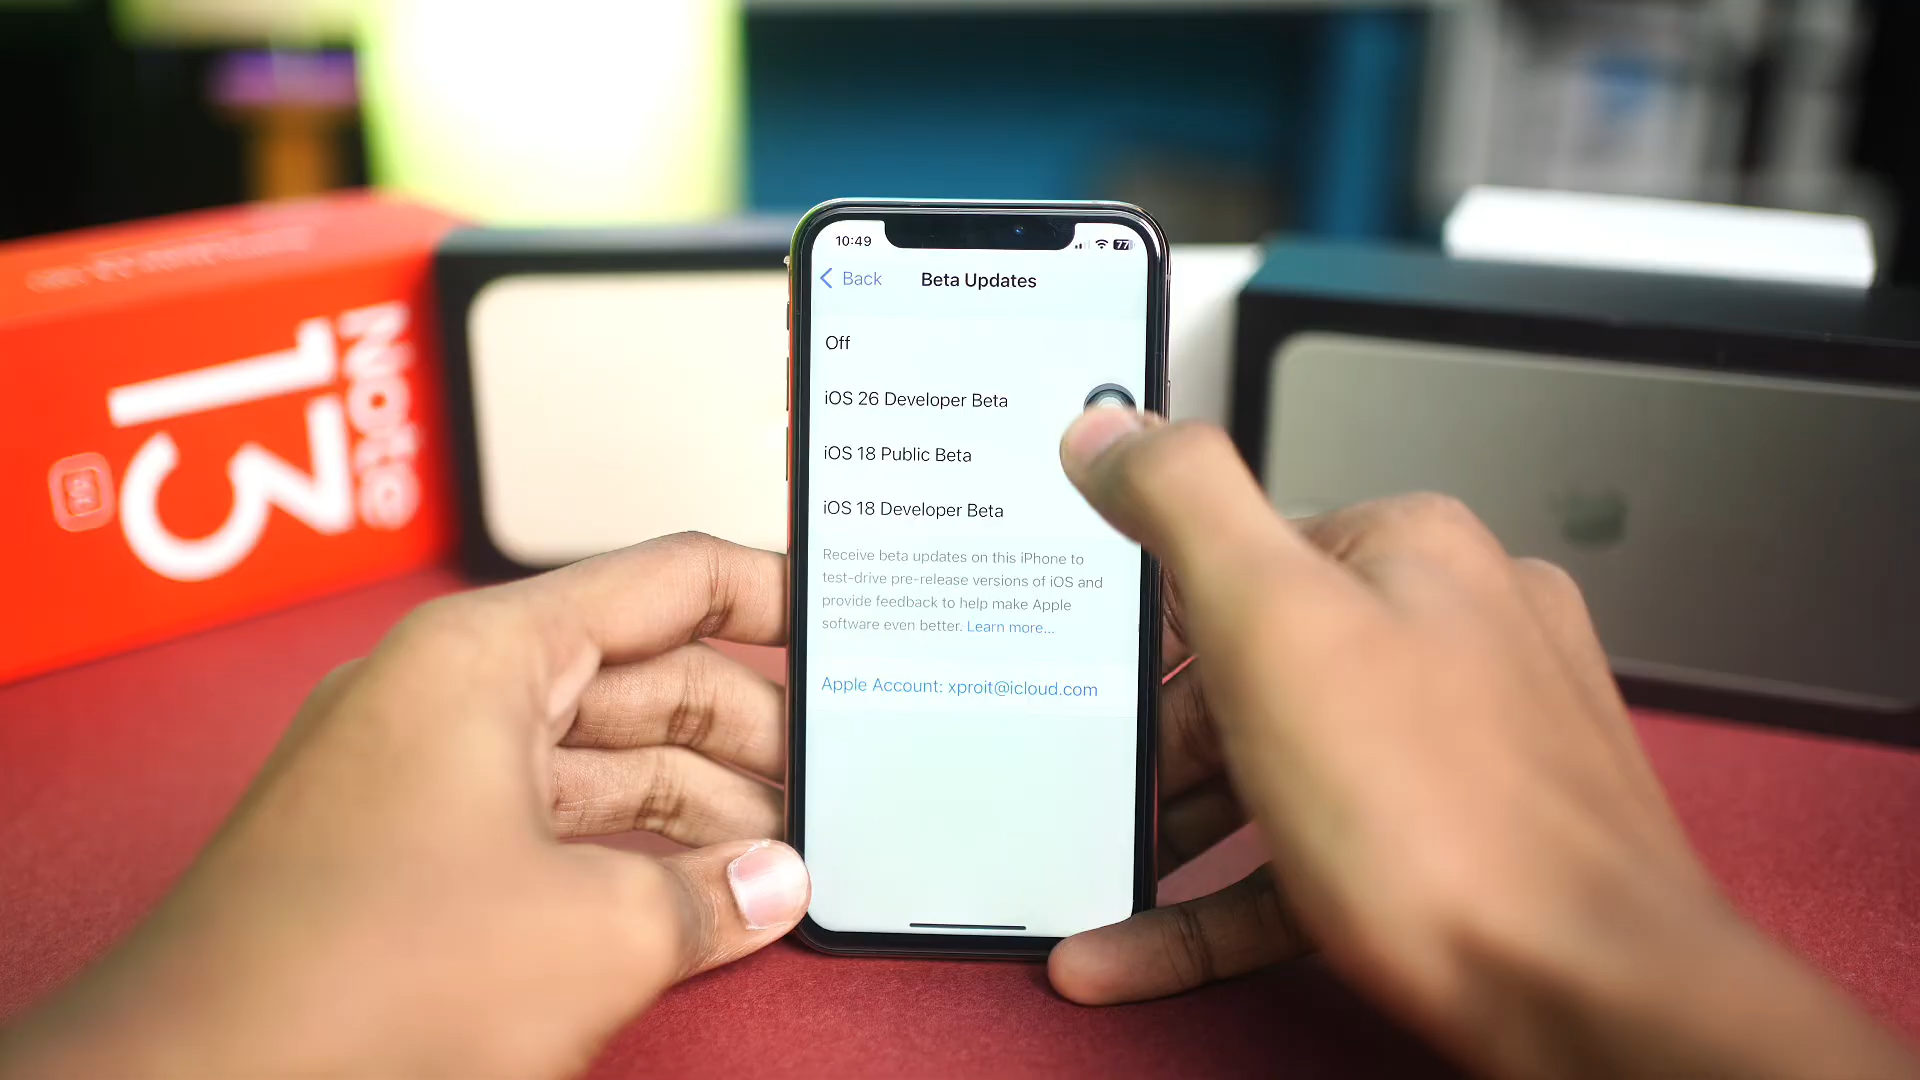 10:49
77
Back
Beta Updates
Off
iOS 26 Developer Beta
iOS 18 Public Beta
iOS 18 Developer Beta
Receive beta updates on this iPhone to
test-drive pre-release versions of iOS and
provide feedback to help make Apple
software even better. Learn more...
Apple Account: xproit@icloud.com
Note
13